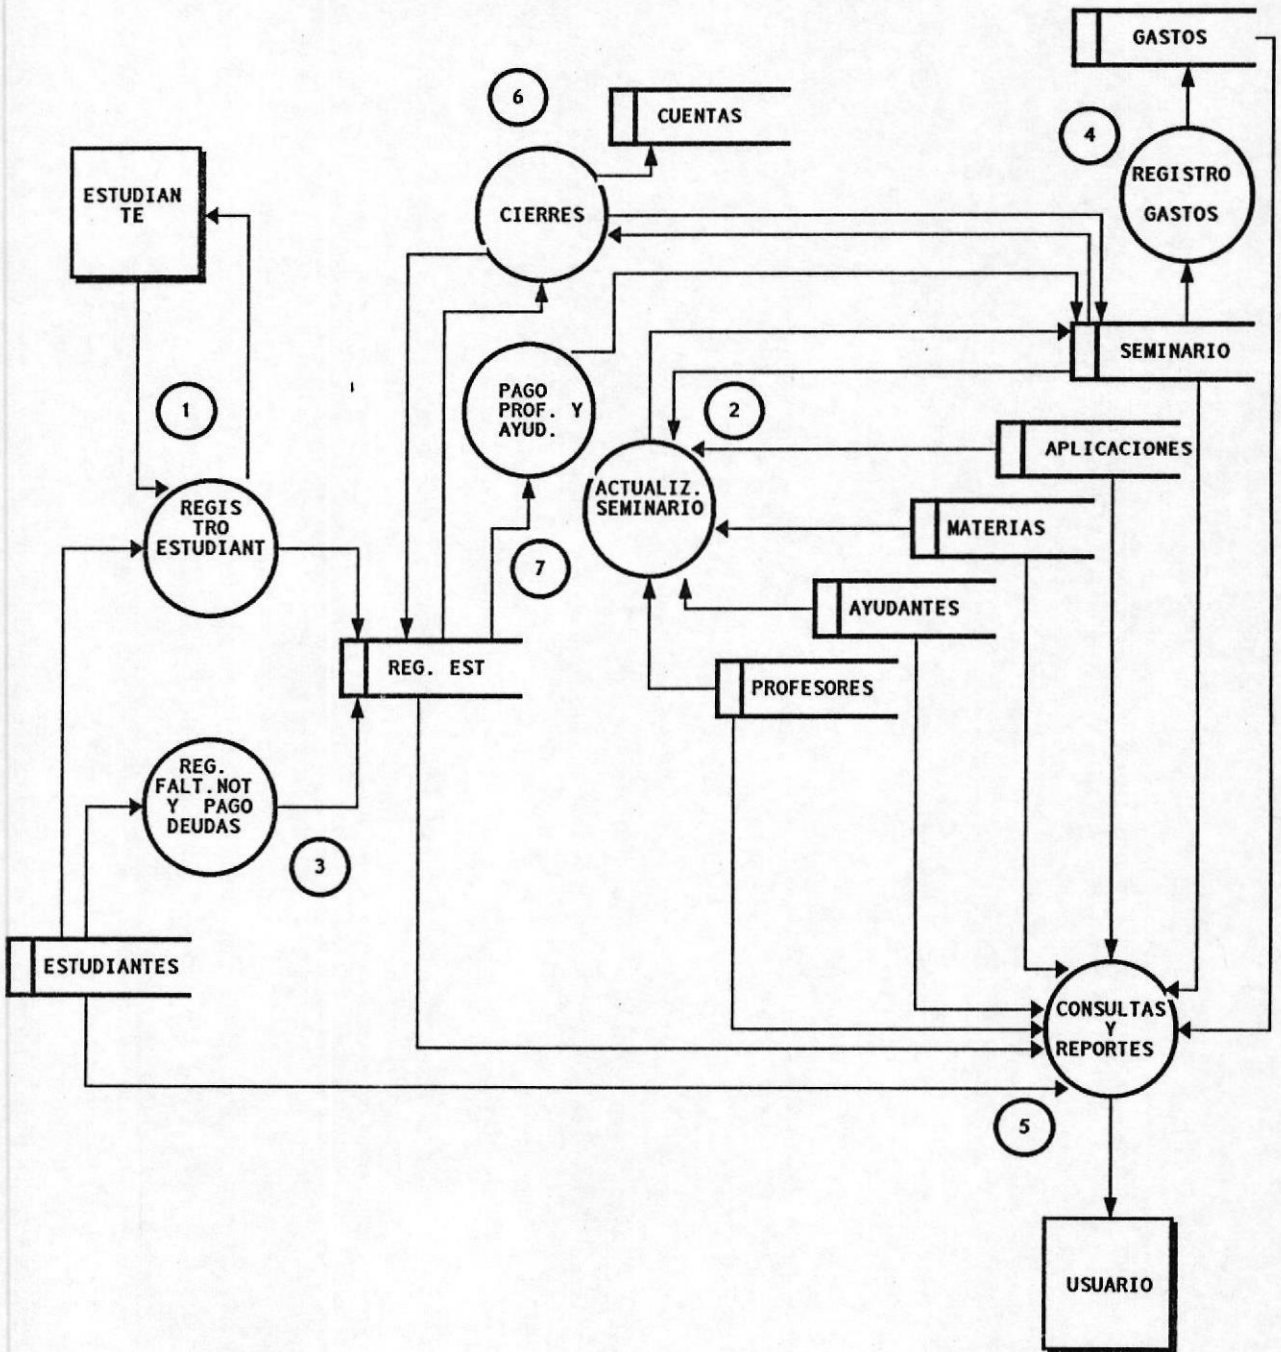 GASTOS
6
CUENTAS
4
ESTUDIAN
TE
REGISTRO
GASTOS
CIERRES
SEMINARIO
PAGO
PROF. Y
AYUD.
1
2
APLICACIONES
ACTUALIZ.
SEMINARIO
REGIS
TRO
ESTUDIANT
MATERIAS
7
AYUDANTES
REG. EST
PROFESORES
REG.
FALT.NOT
Y PAGO
DEUDAS
3
ESTUDIANTES
CONSULTAS
Y
REPORTES
5
USUARIO